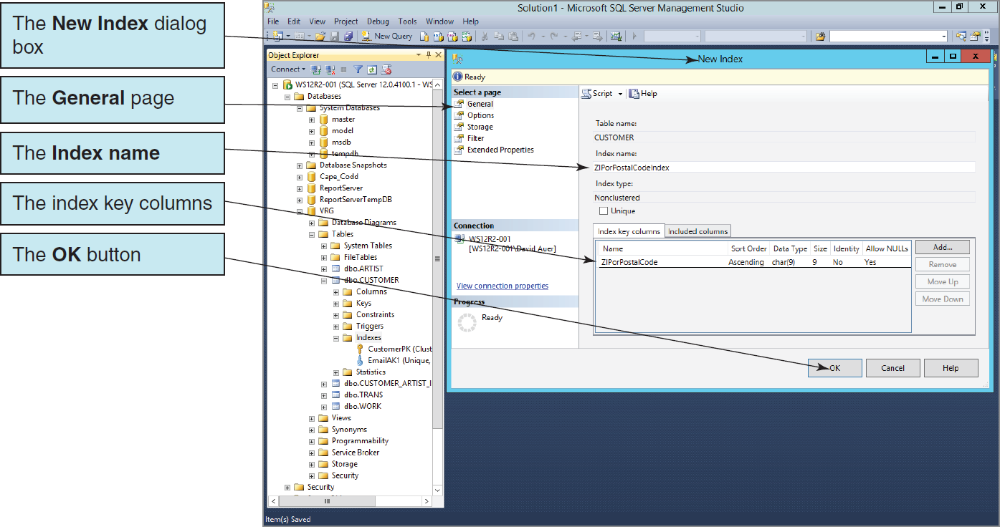 The New Index dialog
box
The General page
The Index name
The index key columns
The OK button
Solution1 - Microsoft SQL Server Management Studio
File Edit View Project Debug Tools Window Help
New Query
Object Explorer
Connect
WS12R2-001 (SQL Server 12.0.4100.1 - WS
Databases
System Databases
master
model
msdb
tempdb
Database Snapshots
Cape_Codd
ReportServer
ReportServerTempDB
VRG
Database Diagrams
Tables
System Tables
FileTables
dbo.ARTIST
dbo.CUSTOMER
Columns
Keys
Constraints
Triggers
Indexes
CustomerPK (Clust
EmailAK1 (Unique,
Statistics
dbo.CUSTOMER_ARTIST_I
dbo.TRANS
dbo.WORK
Views
Synonyms
Programmability
Service Broker
Storage
Security
Security
Item(s) Saved
New Index
Ready
Select a page
General
Options
Storage
Filter
Extended Properties
Connection
WS12R2-001
[WS12R2-001\David Auer]
View connection properties
Progress
Ready
Script Help
Table name:
CUSTOMER
Index name:
ZIPorPostalCodeIndex
Index type:
Nonclustered
Unique
Index key columns Included columns
Name Sort Order Data Type Size Identity Allow NULLs
ZIPorPostalCode Ascending char(9) 9 No Yes
Add...
Remove
Move Up
Move Down
OK Cancel Help